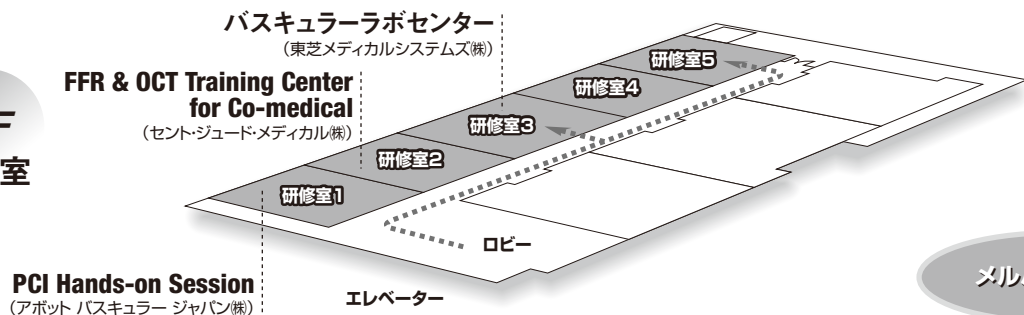 バスキュラーラボセンター
(東芝メディカルシステムズ㈱)
FFR & OCT Training Center
for Co-medical
(セント・ジュード・メディカル㈱)
F
室
研修室5
研修室4
研修室3
研修室2
研修室1
ロビー
PCI Hands-on Session
(アボット バスキュラー ジャパン㈱)
エレベーター
メル